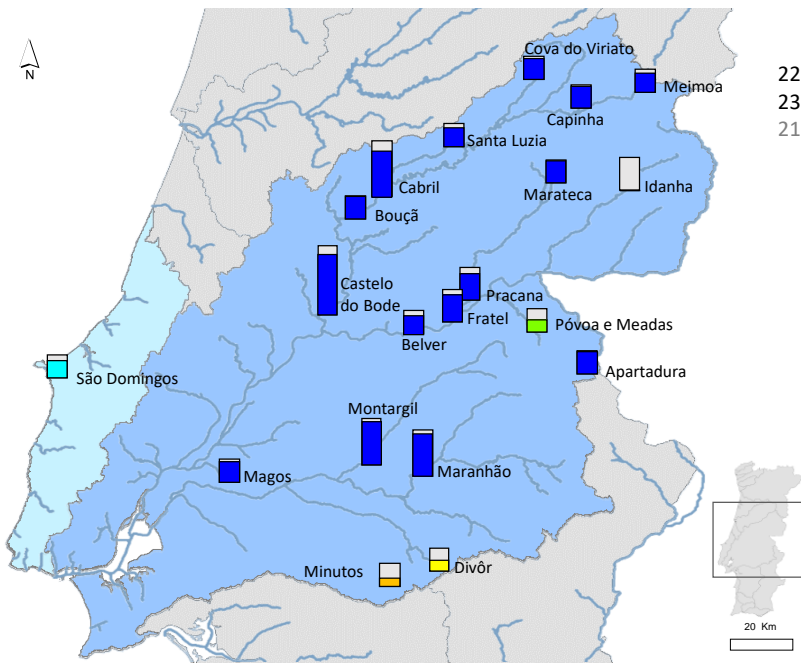 Cova do Viriato
N
22
Meimoa
23
Capinha
21
Santa Luzia
Cabril
Marateca
Idanha
Bouçã
Castelo
do Bode
Pracana
Fratel
Póvoa e Meadas
Belver
São Domingos
Apartadura
Montargil
Magos
Maranhão
Minutos
Divôr
20 Km